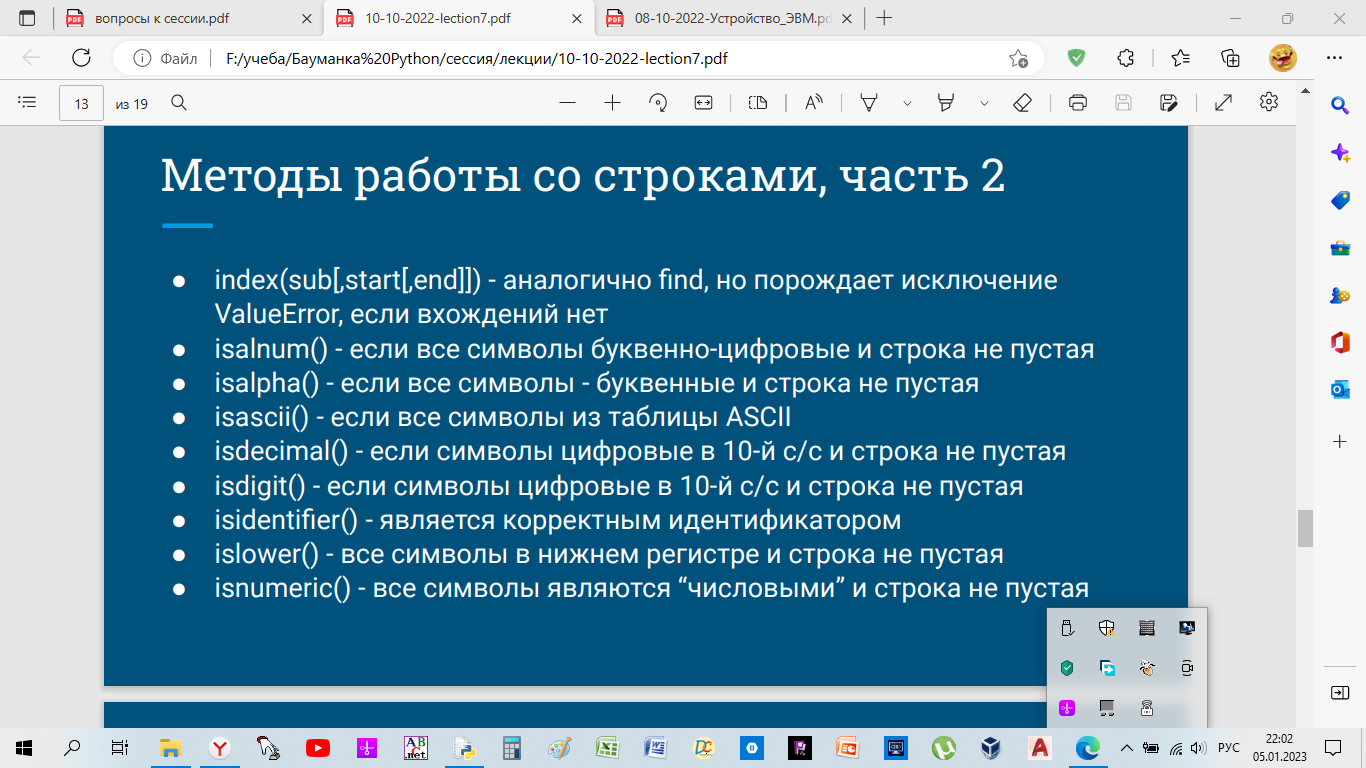 вопросы к сессии.pdf
10-10-2022-lection7.pdf
08-10-2022-Устройство_ЭВМ.pd
Файл
F:/учеба/Бауманка%20Python/сессия/лекции/10-10-2022-lection7.pdf
13 из 19
Методы работы со строками, часть 2
● index(sub[,start[,end]]) - аналогично find, но порождает исключение
ValueError, если вхождений нет
● isalnum() - если все символы буквенно-цифровые и строка не пустая
● isalpha() - если все символы - буквенные и строка не пустая
● isascii() - если все символы из таблицы ASCII
● isdecimal() - если символы цифровые в 10-й с/с и строка не пустая
● isdigit() - если символы цифровые в 10-й с/с и строка не пустая
● isidentifier() - является корректным идентификатором
● islower() - все символы в нижнем регистре и строка не пустая
● isnumeric() - все символы являются “числовыми” и строка не пустая
РУС
22:02
05.01.2023